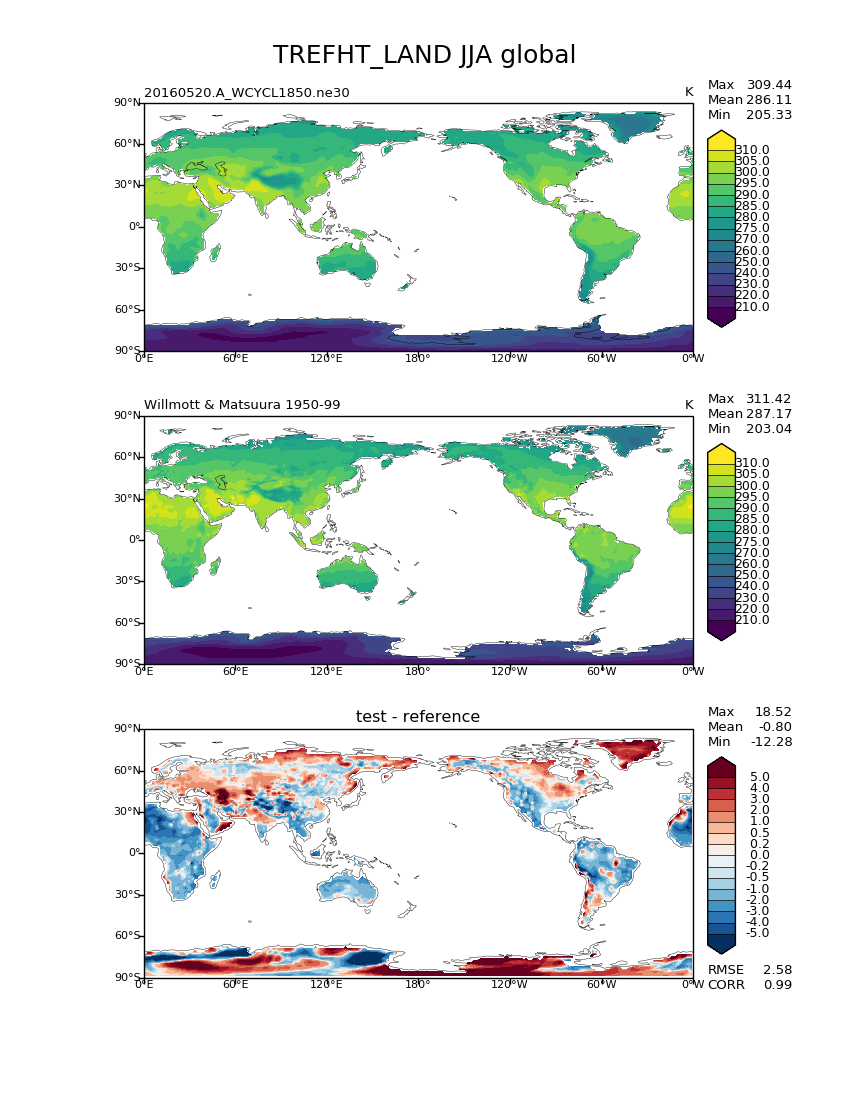 TREFHT_LAND JJA global
20160520.A_WCYCL1850.ne30
K
Max 309.44
Mean 286.11
Min 205.33
90°N
60°N
30°N
0°
30°S
60°S
90°S
0°E 60°E 120°E 180° 120°W 60°W 0°W
310.0
305.0
300.0
295.0
290.0
285.0
280.0
275.0
270.0
260.0
250.0
240.0
230.0
220.0
210.0
Willmott & Matsuura 1950-99
K
Max 311.42
Mean 287.17
Min 203.04
90°N
60°N
30°N
0°
30°S
60°S
90°S
0°E 60°E 120°E 180° 120°W 60°W 0°W
310.0
305.0
300.0
295.0
290.0
285.0
280.0
275.0
270.0
260.0
250.0
240.0
230.0
220.0
210.0
test - reference
Max 18.52
Mean -0.80
Min -12.28
90°N
60°N
30°N
0°
30°S
60°S
90°S
0°E 60°E 120°E 180° 120°W 60°W 0°W
5.0
4.0
3.0
2.0
1.0
0.5
0.2
0.0
-0.2
-0.5
-1.0
-2.0
-3.0
-4.0
-5.0
RMSE 2.58
CORR 0.99